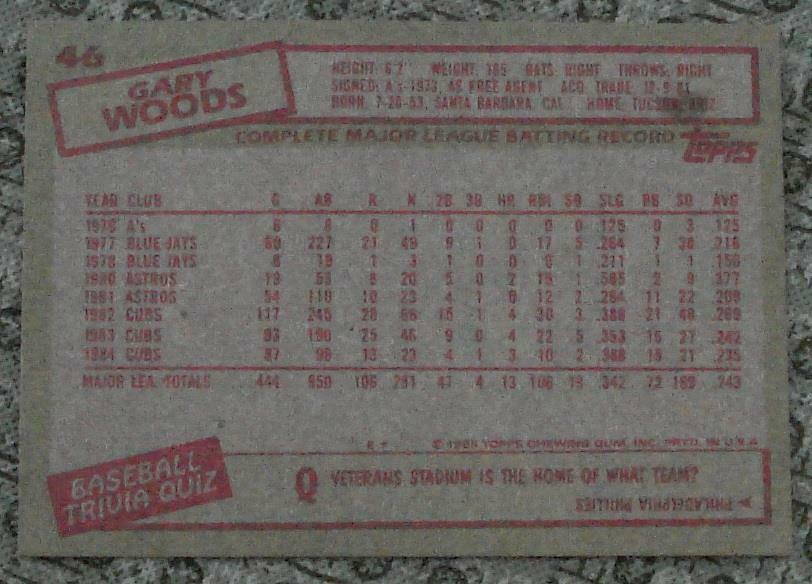 46
GARY
WOODS
HEIGHT: 6'2" WEIGHT: 185 BATS: RIGHT THROWS: RIGHT
SIGNED: A's-1973, AS FREE AGENT ACQ: TRADE, 12-9-81
BORN: 7-20-53, SANTA BARBARA, CAL HOME: TUCSON, ARIZ
COMPLETE MAJOR LEAGUE BATTING RECORD
TOPPS
YEAR CLUB G AB R H 2B 3B HR RBI SB SLG BB SO AVG
1976 A's 6 8 0 1 0 0 0 0 0 .125 0 3 .125
1977 BLUE JAYS 60 227 21 49 9 1 0 17 5 .264 7 38 .216
1978 BLUE JAYS 8 19 1 3 1 0 0 0 1 .211 1 1 .158
1980 ASTROS 19 53 8 20 5 0 2 15 1 .585 2 9 .377
1981 ASTROS 54 110 10 23 4 1 0 12 2 .264 11 22 .209
1982 CUBS 117 245 28 66 15 1 4 30 3 .388 21 48 .269
1983 CUBS 93 190 25 46 9 0 4 22 5 .353 15 27 .242
1984 CUBS 87 98 13 23 4 1 3 10 2 .388 15 21 .235
MAJOR LEA. TOTALS 444 950 106 231 47 4 13 106 19 .342 72 169 .243
© 1985 TOPPS CHEWING GUM, INC. PRTD. IN U.S.A.
BASEBALL
TRIVIA QUIZ
Q VETERANS STADIUM IS THE HOME OF WHAT TEAM?
PHILADELPHIA PHILLIES